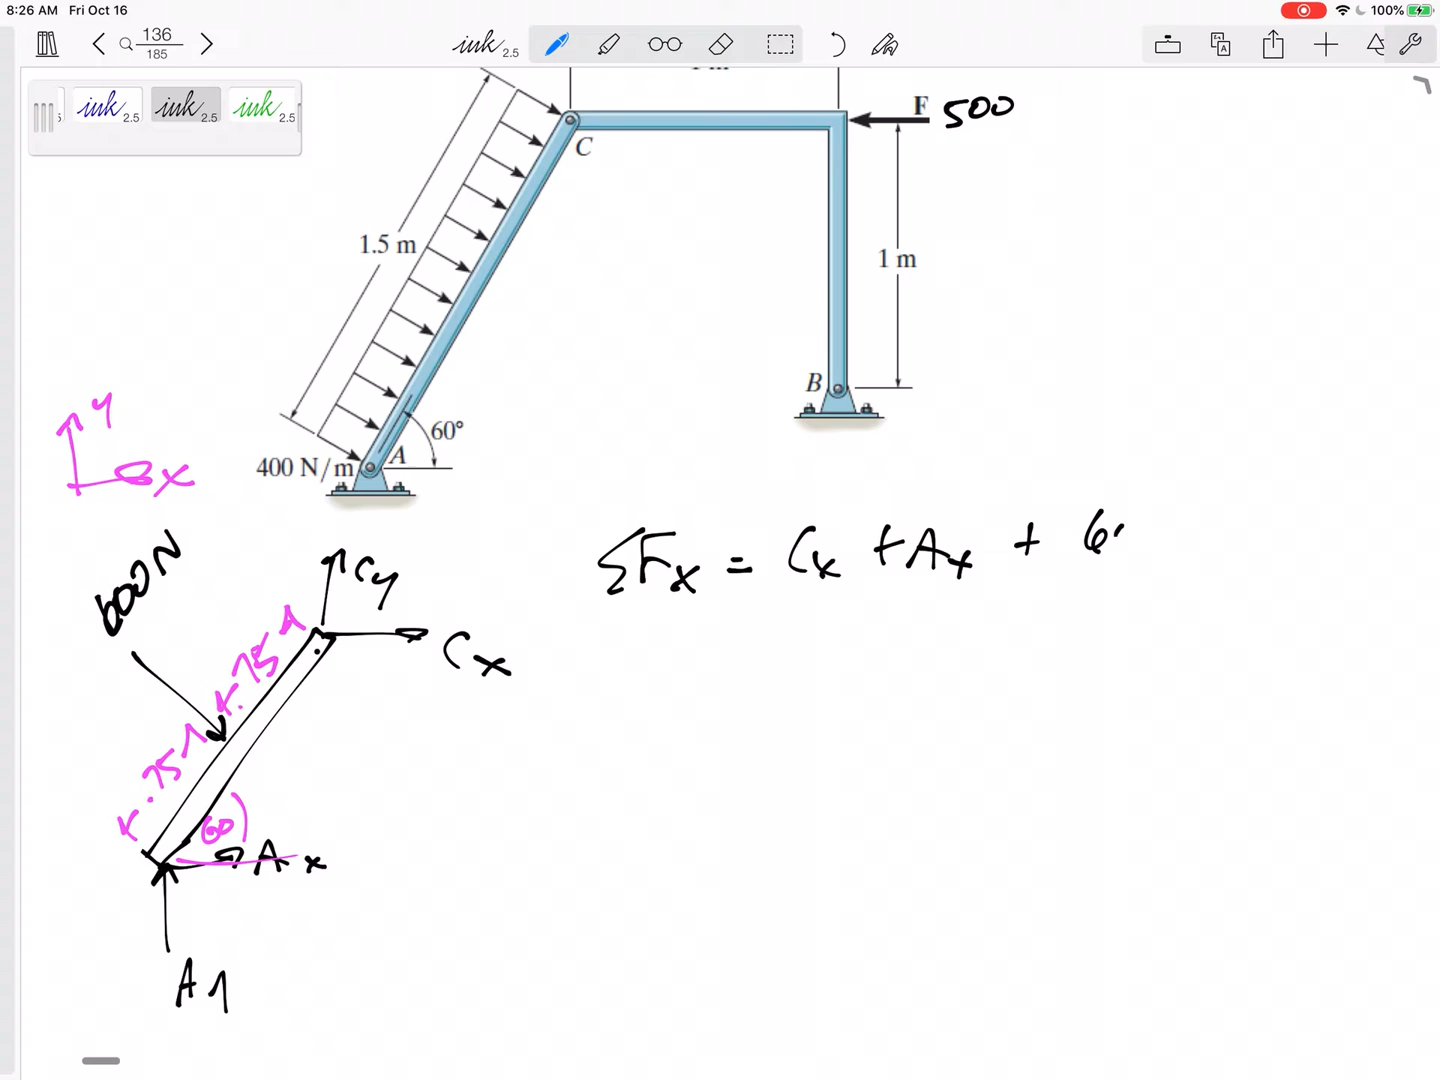 8:26 AM Fri Oct 16
100%
136
185
ink 2.5
ink 2.5
ink 2.5
ink 2.5
F 500
C
1.5 m
1 m
B
60°
A
400 N/m
y
x
600N
Cy
.75
Cx
.75
60
Ax
Ay
ΣFx = Cx + Ax + 6